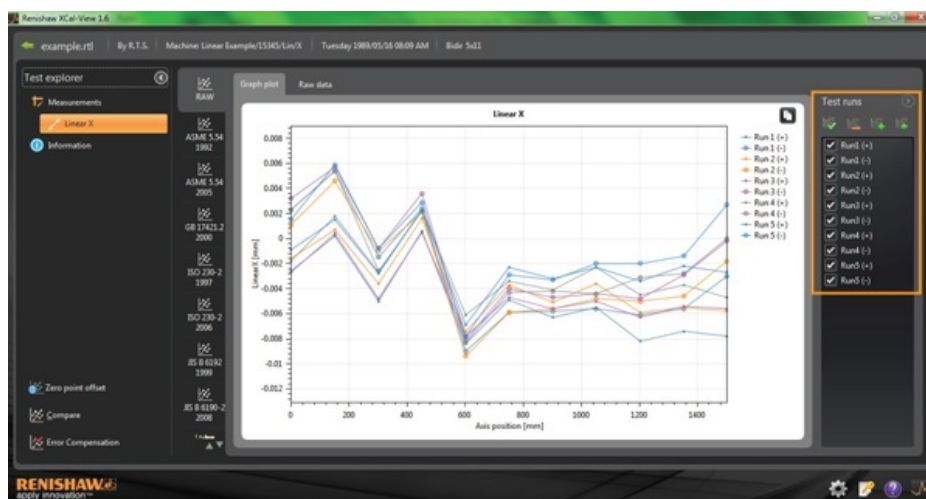 Renishaw XCal-View 1.6
example.rtl
By R.T.S.
Machine: Linear Example/15345/Lin/X
Tuesday 1989/05/16 08:09 AM
Bidir 5x11
Test explorer
Measurements
Linear X
Information
Zero point offset
Compare
Error Compensation
RAW
ASME 5.54
1992
ASME 5.54
2005
GB 17421.2
2000
ISO 230-2
1997
ISO 230-2
2006
JIS B 6192
1999
JIS B 6190-2
2008
Graph plot
Raw data
Linear X
LinearX [mm]
0.008
0.006
0.004
0.002
0
-0.002
-0.004
-0.006
-0.008
-0.01
-0.012
0
200
400
600
800
1000
1200
1400
Axis position [mm]
Run 1 (+)
Run 1 (-)
Run 2 (+)
Run 2 (-)
Run 3 (+)
Run 3 (-)
Run 4 (+)
Run 4 (-)
Run 5 (+)
Run 5 (-)
Test runs
Run1 (+)
Run1 (-)
Run2 (+)
Run2 (-)
Run3 (+)
Run3 (-)
Run4 (+)
Run4 (-)
Run5 (+)
Run5 (-)
RENISHAW
apply innovation™